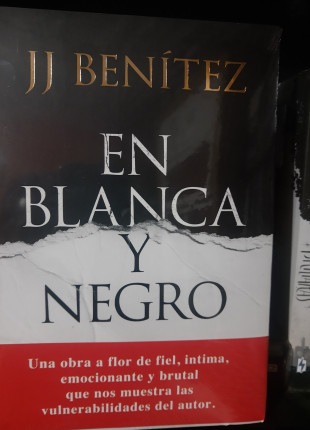 JJ BENÍTEZ
EN
BLANCA
Y
NEGRO
Una obra a flor de fiel, intima,
emocionante y brutal
que nos muestra las
vulnerabilidades del autor.